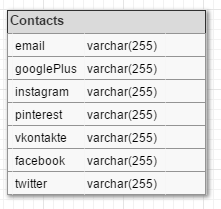 Contacts
email varchar(255)
googlePlus varchar(255)
instagram varchar(255)
pinterest varchar(255)
vkontakte varchar(255)
facebook varchar(255)
twitter varchar(255)